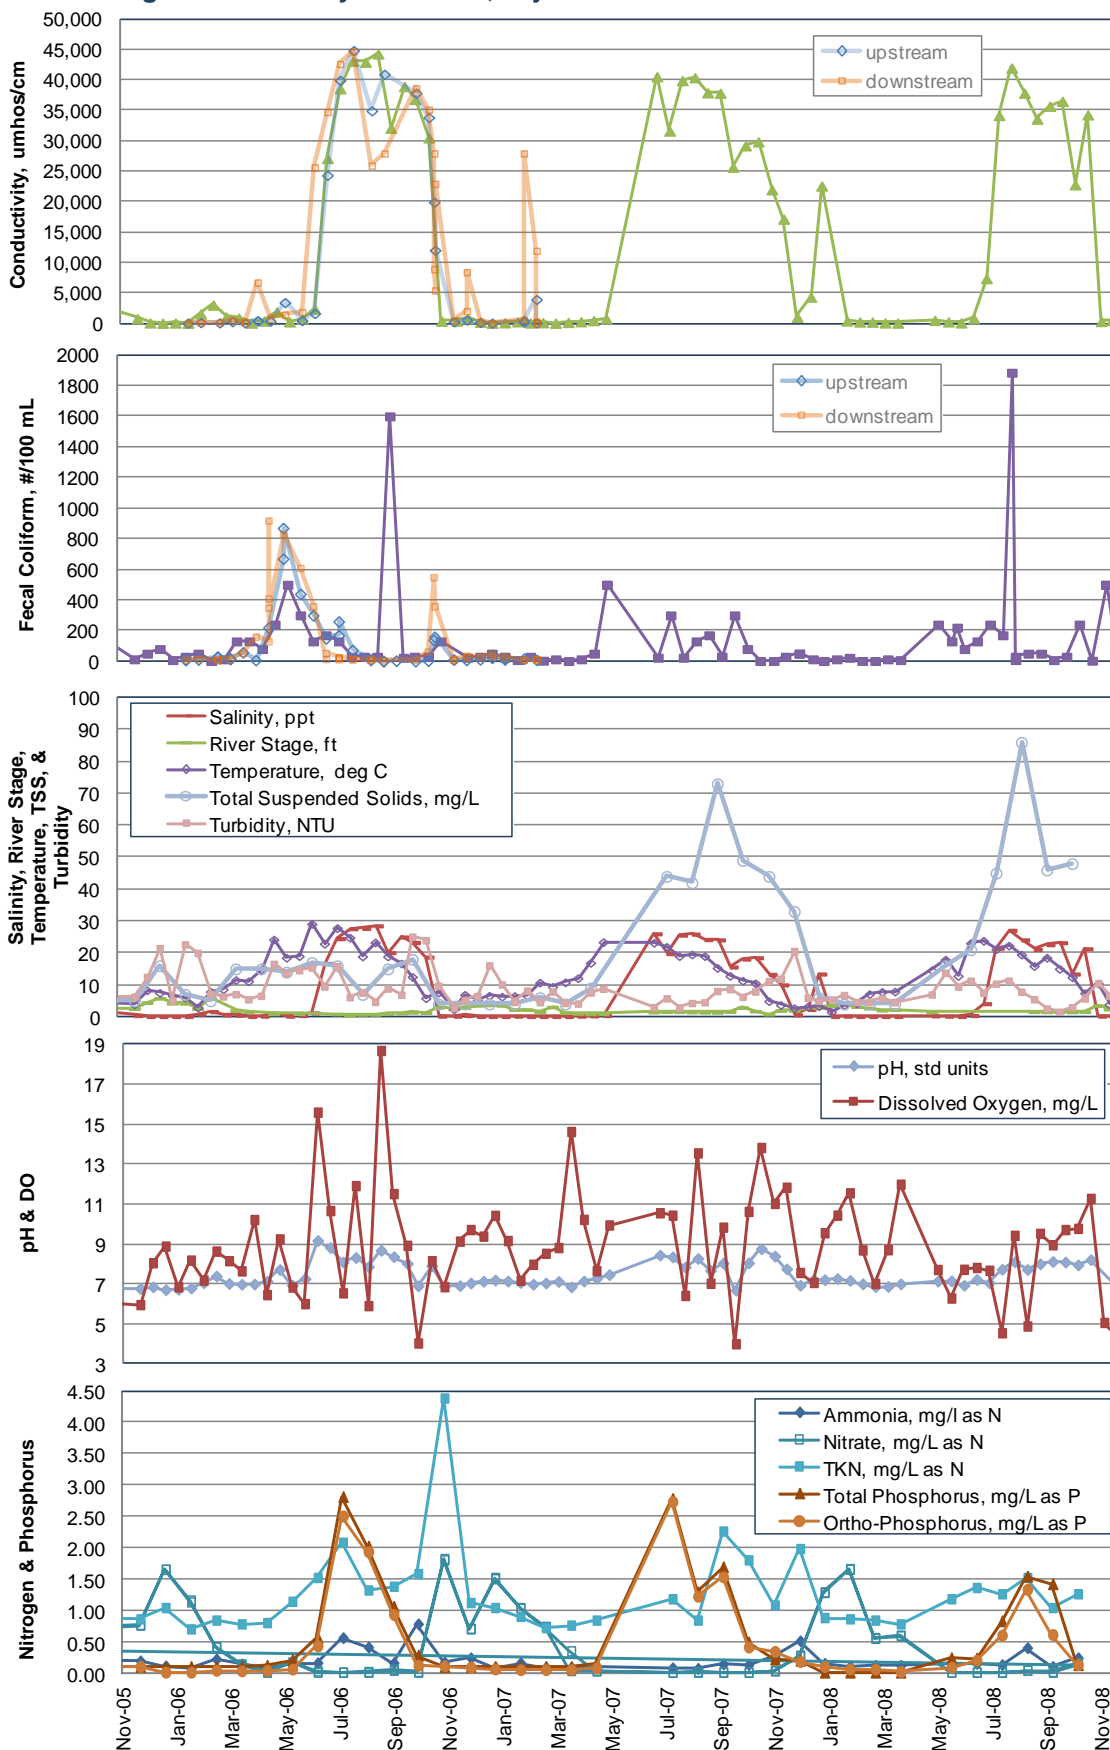 50,000
45,000
40,000
35,000
30,000
25,000
20,000
15,000
10,000
5,000
0
Conductivity, umhos/cm
upstream
downstream
2000
1800
1600
1400
1200
1000
800
600
400
200
0
Fecal Coliform, #/100 mL
upstream
downstream
100
90
80
70
60
50
40
30
20
10
0
Salinity, River Stage,
Temperature, TSS, &
Turbidity
Salinity, ppt
River Stage, ft
Temperature, deg C
Total Suspended Solids, mg/L
Turbidity, NTU
19
17
15
13
11
9
7
5
3
pH & DO
pH, std units
Dissolved Oxygen, mg/L
4.50
4.00
3.50
3.00
2.50
2.00
1.50
1.00
0.50
0.00
Nitrogen & Phosphorus
Ammonia, mg/l as N
Nitrate, mg/L as N
TKN, mg/L as N
Total Phosphorus, mg/L as P
Ortho-Phosphorus, mg/L as P
Nov-05
Jan-06
Mar-06
May-06
Jul-06
Sep-06
Nov-06
Jan-07
Mar-07
May-07
Jul-07
Sep-07
Nov-07
Jan-08
Mar-08
May-08
Jul-08
Sep-08
Nov-08